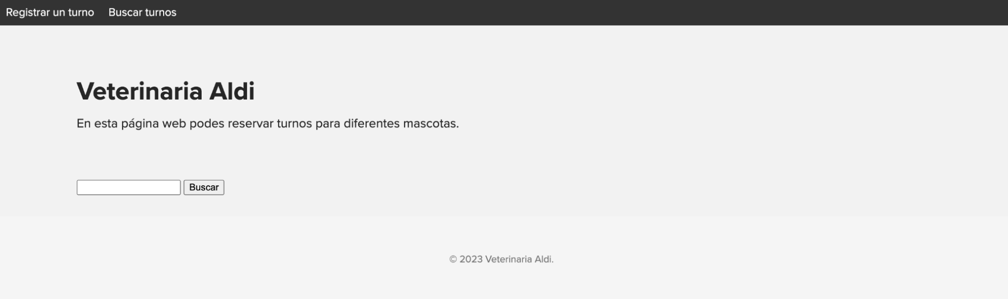 Registrar un turno Buscar turnos
Veterinaria Aldi
En esta página web podes reservar turnos para diferentes mascotas.
Buscar
© 2023 Veterinaria Aldi.